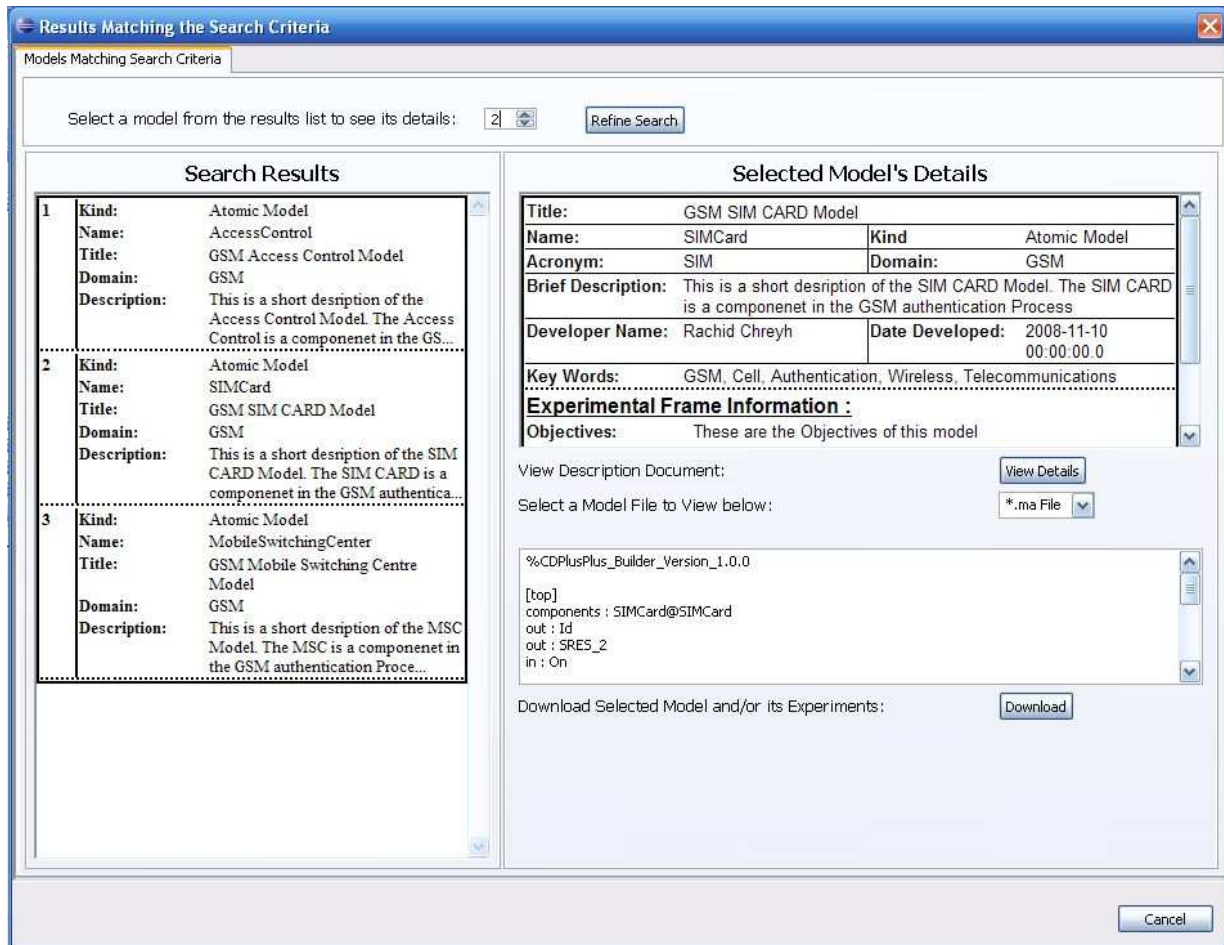 Results Matching the Search Criteria
Models Matching Search Criteria
Select a model from the results list to see its details: 2 Refine Search
Search Results
1 Kind: Atomic Model
Name: AccessControl
Title: GSM Access Control Model
Domain: GSM
Description: This is a short desription of the
Access Control Model. The Access
Control is a componenet in the GS...
2 Kind: Atomic Model
Name: SIMCard
Title: GSM SIM CARD Model
Domain: GSM
Description: This is a short desription of the SIM
CARD Model. The SIM CARD is a
componenet in the GSM authentica...
3 Kind: Atomic Model
Name: MobileSwitchingCenter
Title: GSM Mobile Switching Centre
Model
Domain: GSM
Description: This is a short desription of the MSC
Model. The MSC is a componenet in
the GSM authentication Proce...
Selected Model's Details
Title: GSM SIM CARD Model
Name: SIMCard Kind Atomic Model
Acronym: SIM Domain: GSM
Brief Description: This is a short desription of the SIM CARD Model. The SIM CARD
is a componenet in the GSM authentication Process
Developer Name: Rachid Chreyh Date Developed: 2008-11-10
00:00:00.0
Key Words: GSM, Cell, Authentication, Wireless, Telecommunications
Experimental Frame Information :
Objectives: These are the Objectives of this model
View Description Document: View Details
Select a Model File to View below: *.ma File
%CDPlusPlus_Builder_Version_1.0.0
[top]
components : SIMCard@SIMCard
out : Id
out : SRES_2
in : On
Download Selected Model and/or its Experiments: Download
Cancel